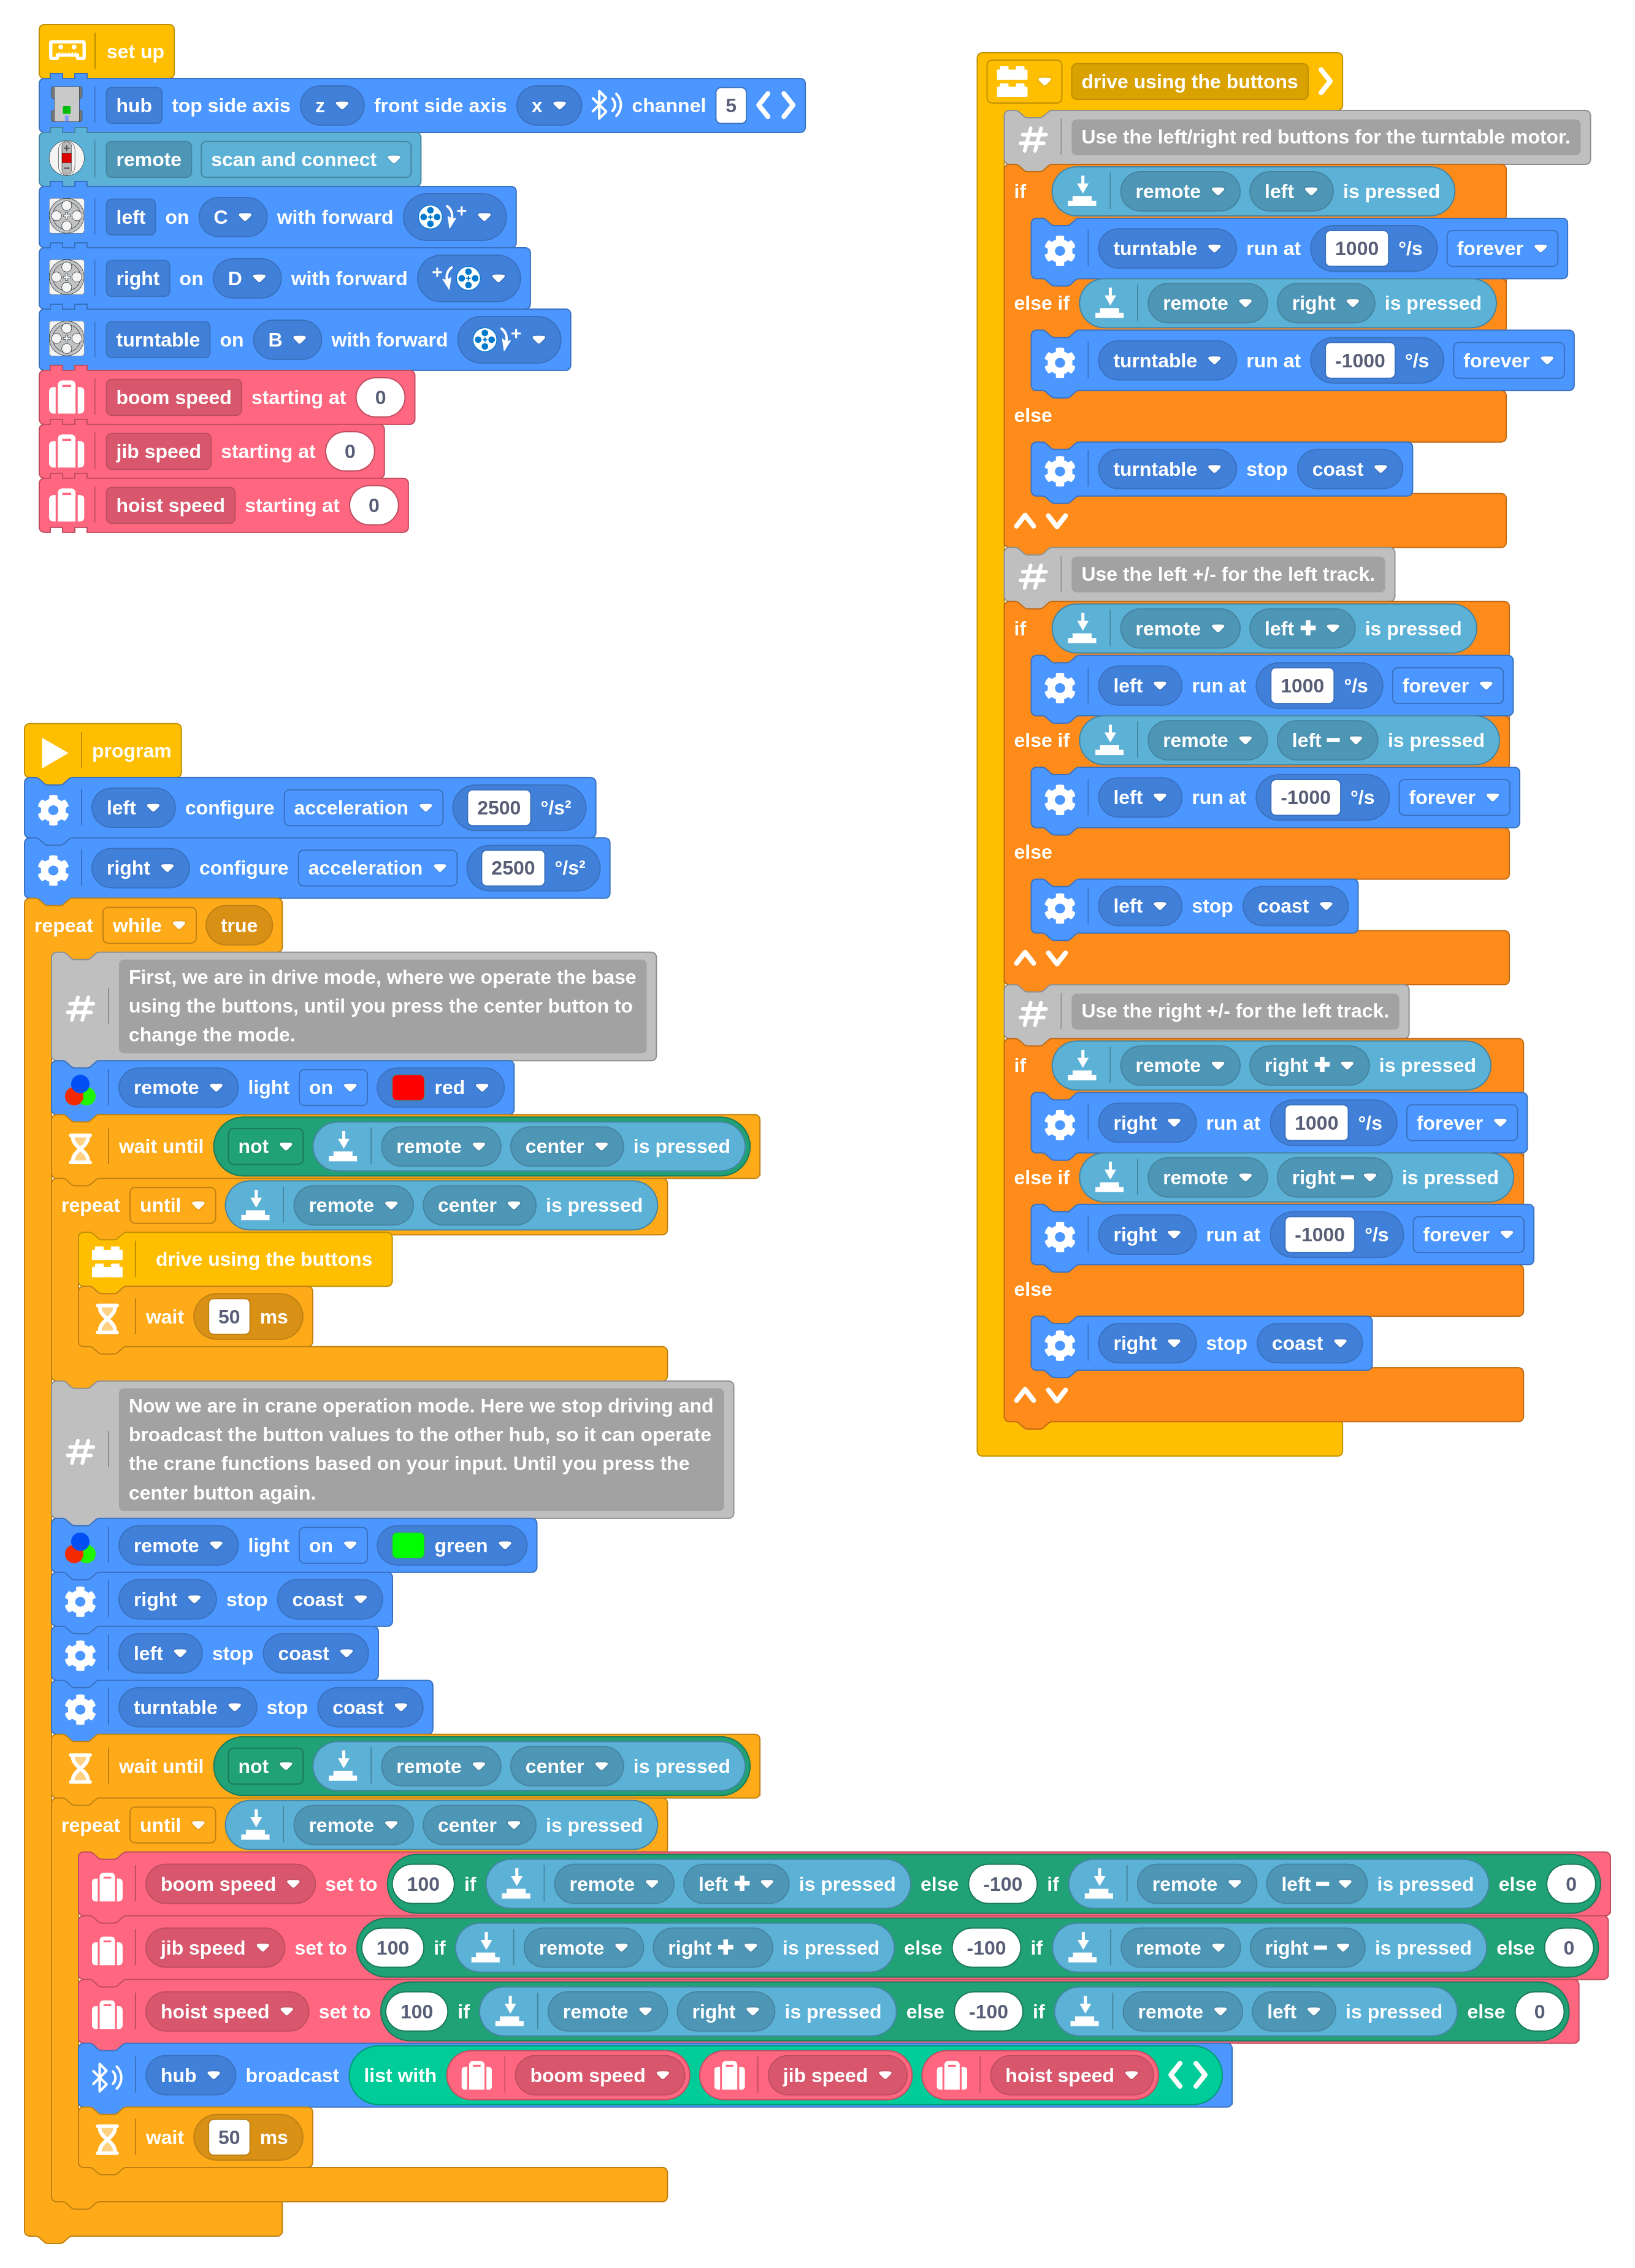 set up
hub top side axis z front side axis x channel 5
remote scan and connect
left on C with forward +
right on D with forward +
turntable on B with forward +
boom speed starting at 0
jib speed starting at 0
hoist speed starting at 0
program
left configure acceleration 2500 °/s²
right configure acceleration 2500 °/s²
repeat while true
# First, we are in drive mode, where we operate the base
using the buttons, until you press the center button to
change the mode.
remote light on red
wait until not remote center is pressed
repeat until remote center is pressed
drive using the buttons
wait 50 ms
# Now we are in crane operation mode. Here we stop driving and
broadcast the button values to the other hub, so it can operate
the crane functions based on your input. Until you press the
center button again.
remote light on green
right stop coast
left stop coast
turntable stop coast
wait until not remote center is pressed
repeat until remote center is pressed
boom speed set to 100 if remote left + is pressed else -100 if remote left − is pressed else 0
jib speed set to 100 if remote right + is pressed else -100 if remote right − is pressed else 0
hoist speed set to 100 if remote right is pressed else -100 if remote left is pressed else 0
hub broadcast list with boom speed jib speed hoist speed
wait 50 ms
drive using the buttons
# Use the left/right red buttons for the turntable motor.
if remote left is pressed
turntable run at 1000 °/s forever
else if remote right is pressed
turntable run at -1000 °/s forever
else
turntable stop coast
# Use the left +/- for the left track.
if remote left + is pressed
left run at 1000 °/s forever
else if remote left − is pressed
left run at -1000 °/s forever
else
left stop coast
# Use the right +/- for the left track.
if remote right + is pressed
right run at 1000 °/s forever
else if remote right − is pressed
right run at -1000 °/s forever
else
right stop coast